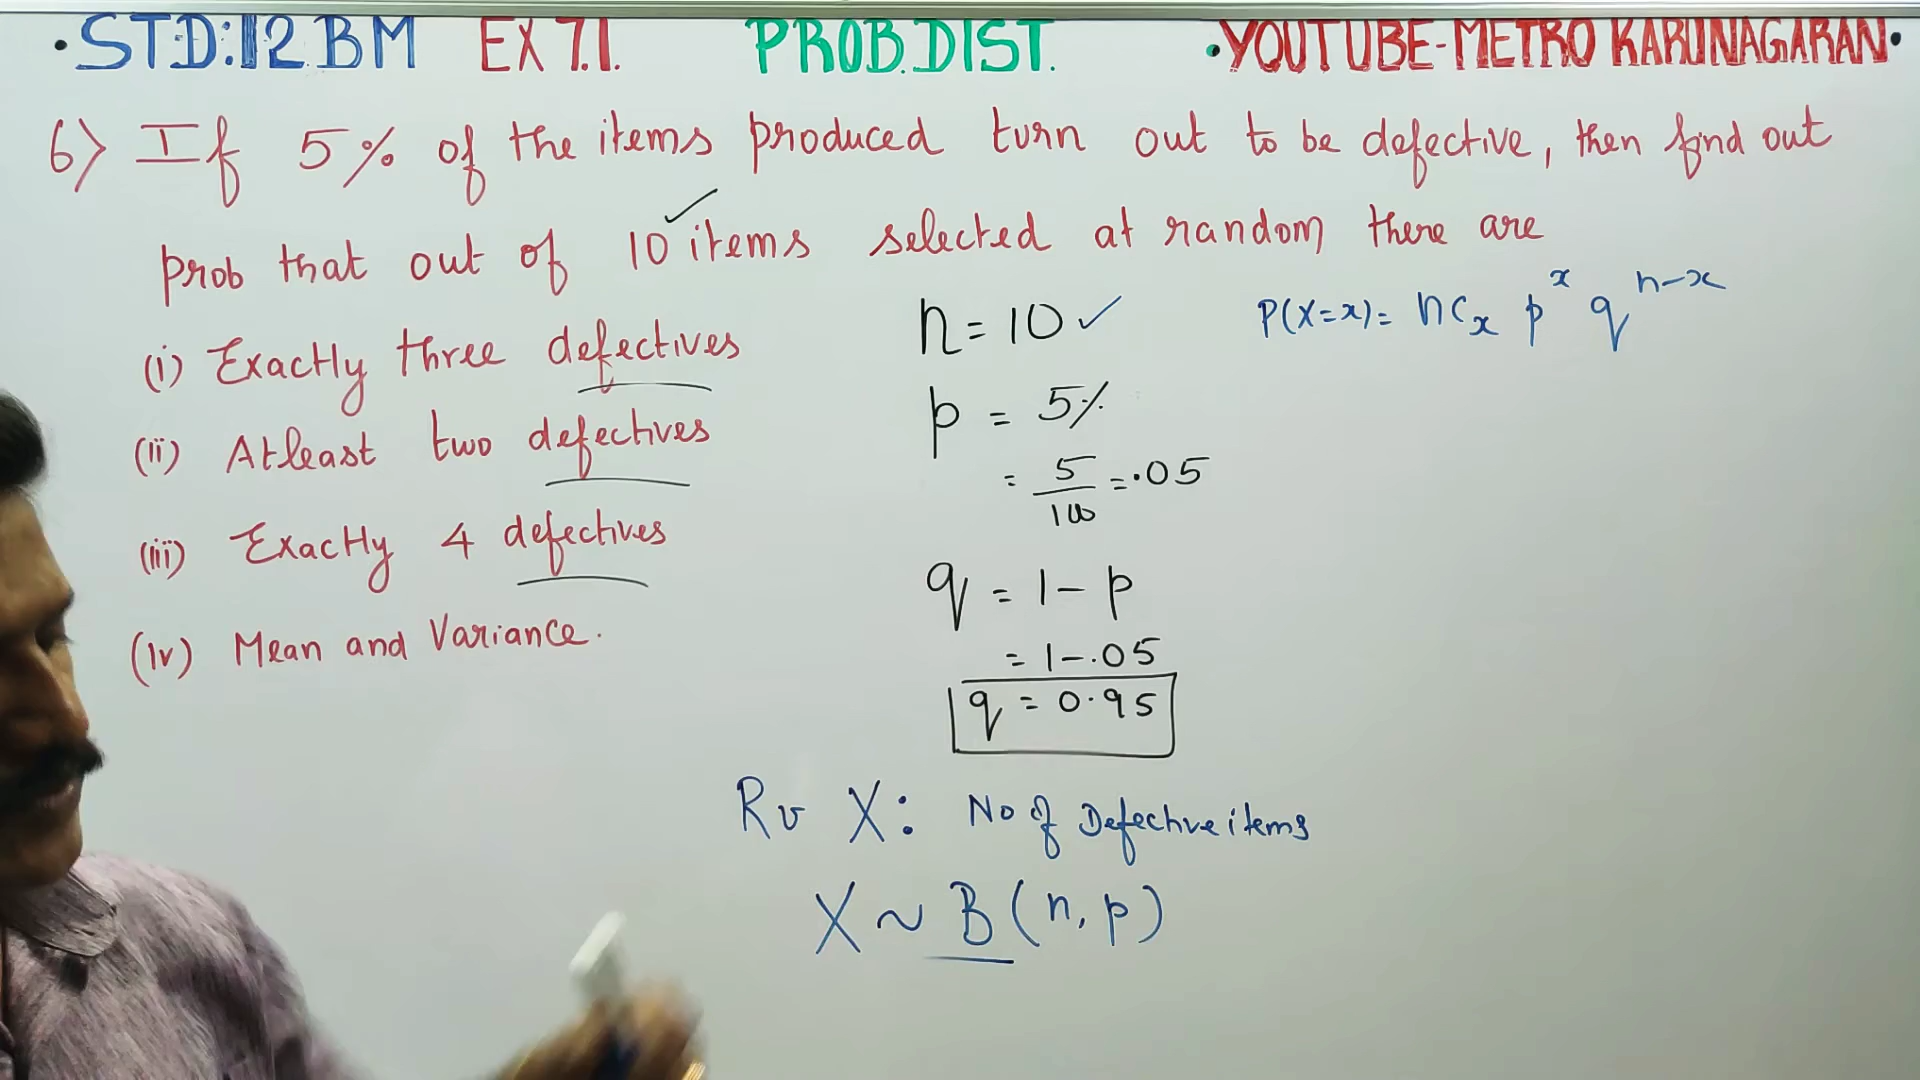 •STD:12 BM EX 7.1. PROB.DIST. •YOUTUBE-METRO KARUNAGARAN•
6) If 5% of the items produced turn out to be defective, then find out
prob that out of 10 items selected at random there are
(i) Exactly three defectives
(ii) Atleast two defectives
(iii) Exactly 4 defectives
(iv) Mean and Variance.
n = 10 ✓
p = 5%
= 5/100 = .05
q = 1 - p
= 1 - .05
q = 0.95
Rv X: No of Defective items
X ~ B(n, p)
P(X=x) = nCₓ pˣ qⁿ⁻ˣ